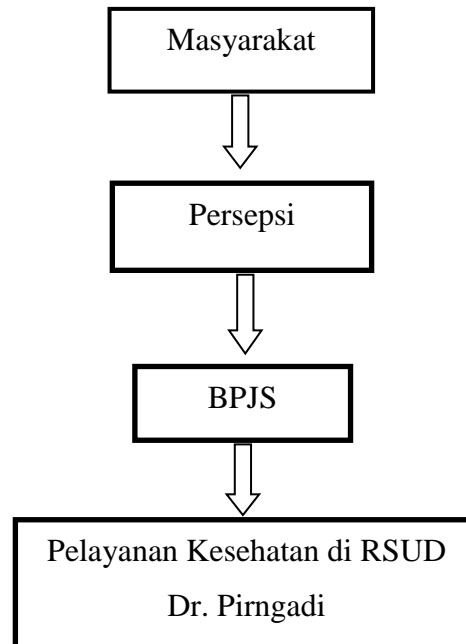 Masyarakat
Persepsi
BPJS
Pelayanan Kesehatan di RSUD
Dr. Pirngadi